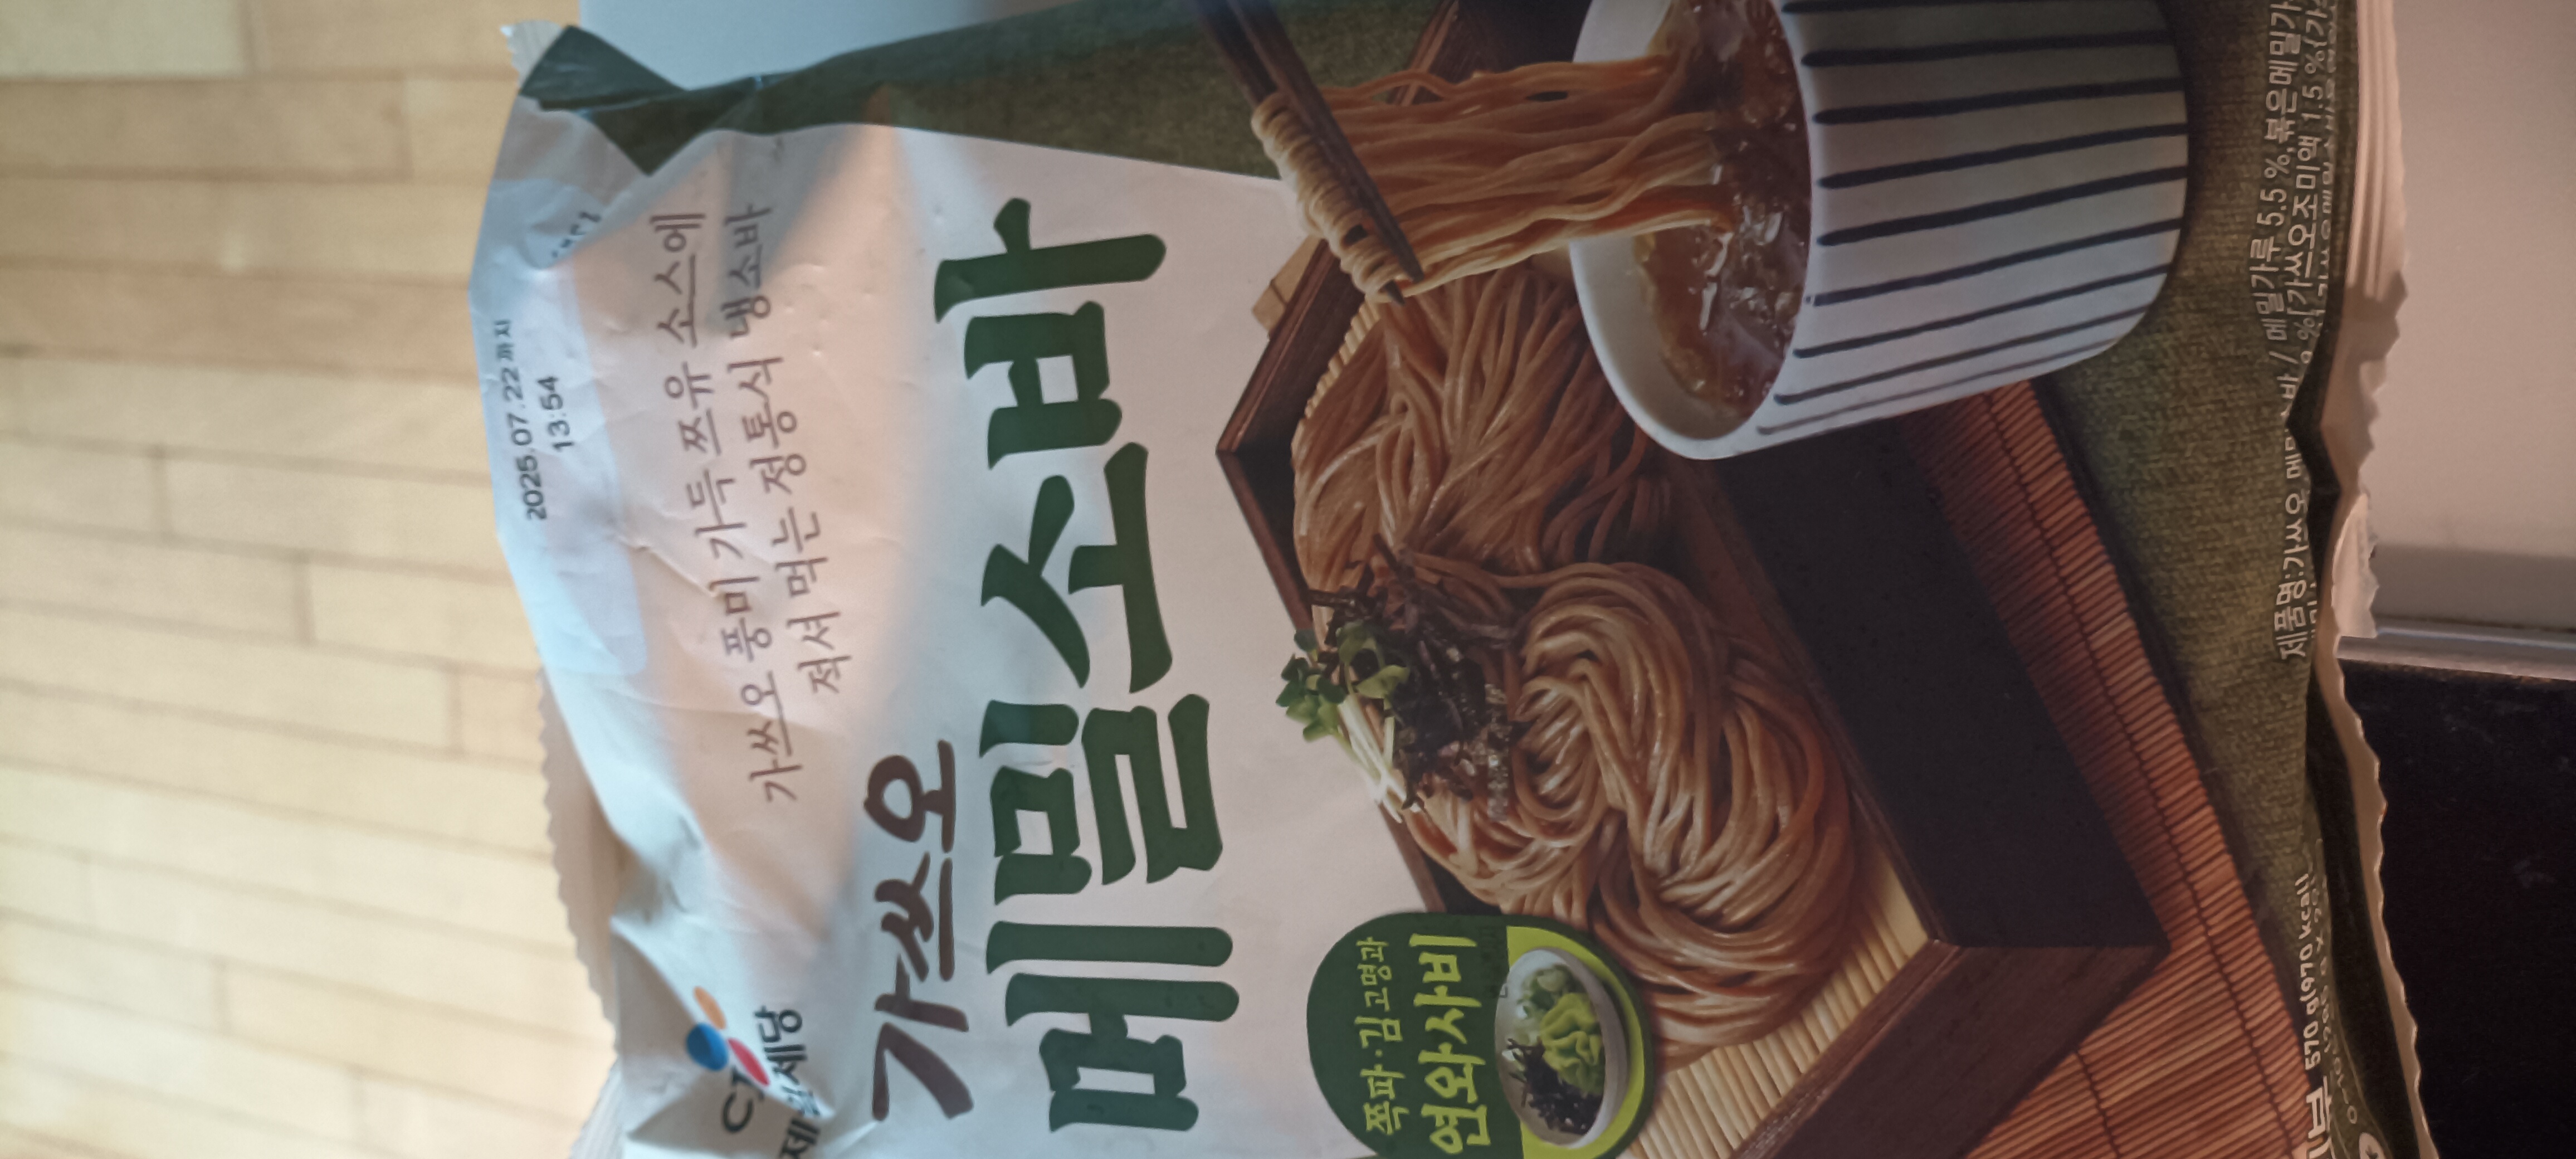 2025.07.22까지
13:54
가쓰오 풍미 가득 쯔유 소스에
적셔 먹는 정통식 냉소바
CJ
제일제당
가쓰오
메밀소바
쪽파·김 고명과
연와사비
제품명:가쓰오 메밀소바 / 메밀가루 5.5 %, 볶은메밀가
%[가쓰오조미액 1.5 %(가
570 g(970 kcal)